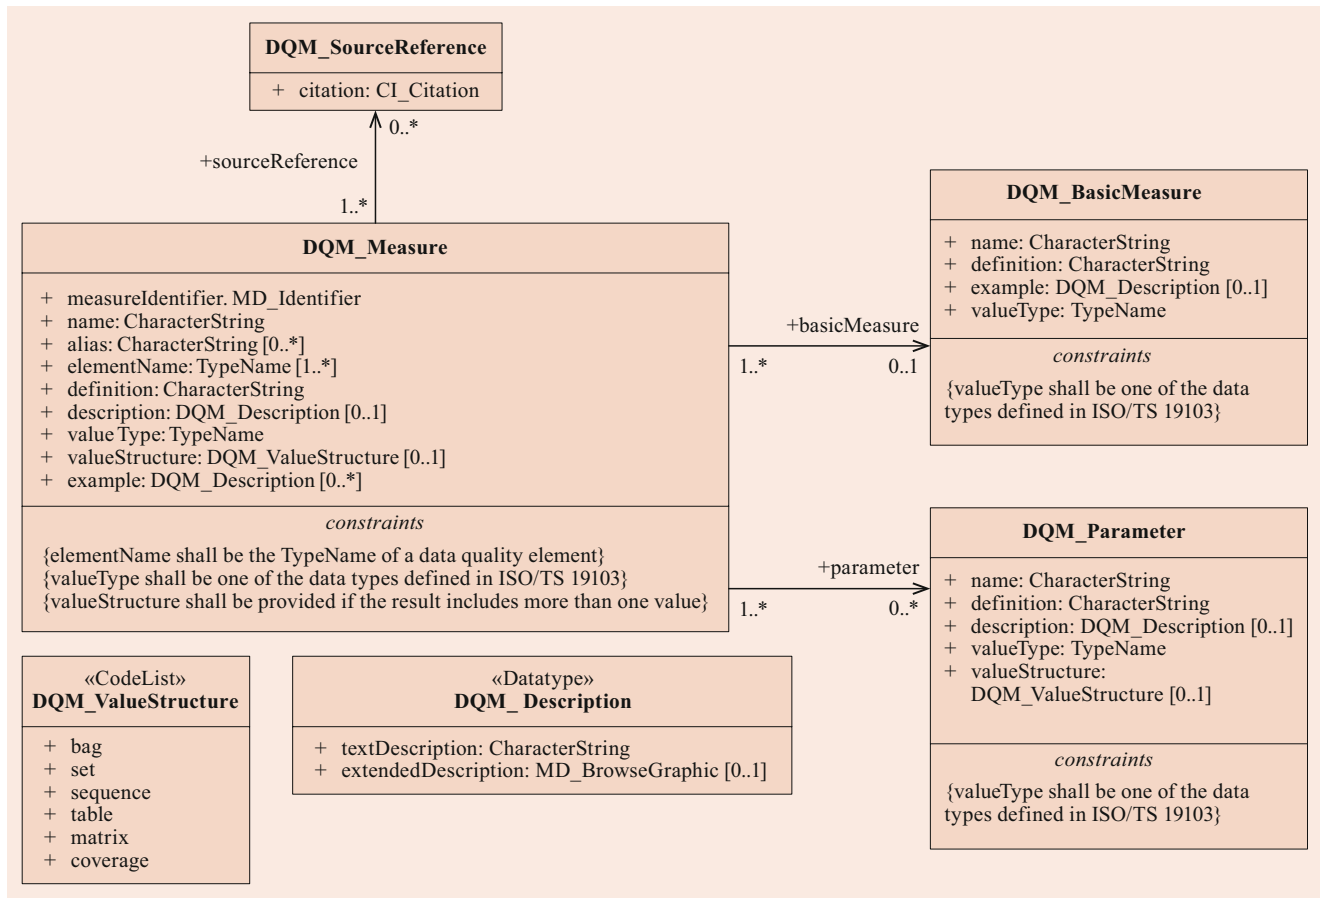 DQM_SourceReference
+ citation: CI_Citation
0..*
+sourceReference
1..*
DQM_Measure
+ measureIdentifier. MD_Identifier
+ name: CharacterString
+ alias: CharacterString [0..*]
+ elementName: TypeName [1..*]
+ definition: CharacterString
+ description: DQM_Description [0..1]
+ value Type: TypeName
+ valueStructure: DQM_ValueStructure [0..1]
+ example: DQM_Description [0..*]
constraints
{elementName shall be the TypeName of a data quality element}
{valueType shall be one of the data types defined in ISO/TS 19103}
{valueStructure shall be provided if the result includes more than one value}
+basicMeasure
1..* 0..1
DQM_BasicMeasure
+ name: CharacterString
+ definition: CharacterString
+ example: DQM_Description [0..1]
+ valueType: TypeName
constraints
{valueType shall be one of the data
types defined in ISO/TS 19103}
+parameter
1..* 0..*
DQM_Parameter
+ name: CharacterString
+ definition: CharacterString
+ description: DQM_Description [0..1]
+ valueType: TypeName
+ valueStructure:
DQM_ValueStructure [0..1]
constraints
{valueType shall be one of the data
types defined in ISO/TS 19103}
«CodeList»
DQM_ValueStructure
+ bag
+ set
+ sequence
+ table
+ matrix
+ coverage
«Datatype»
DQM_ Description
+ textDescription: CharacterString
+ extendedDescription: MD_BrowseGraphic [0..1]